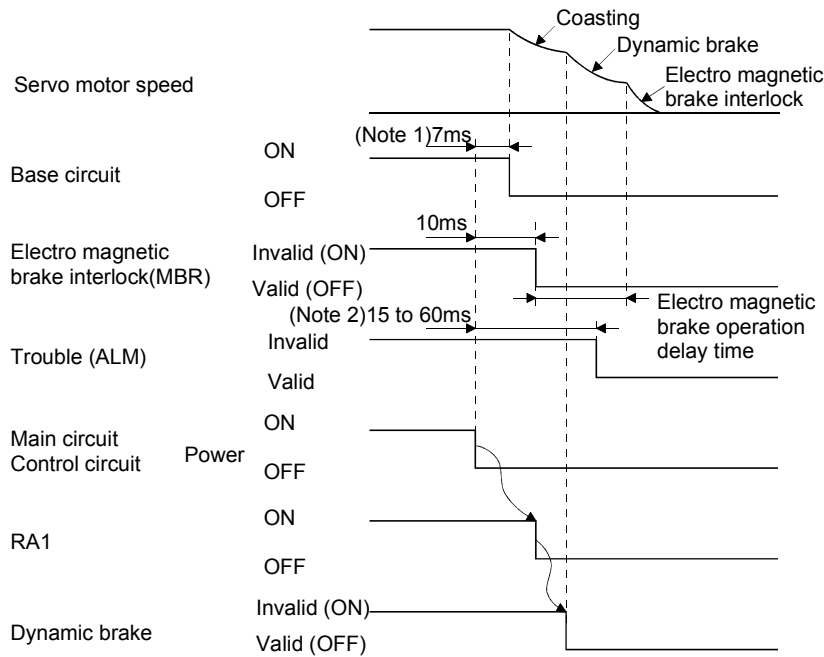 Coasting
Dynamic brake
Electro magnetic
brake interlock
Servo motor speed
(Note 1)7ms
ON
Base circuit
OFF
10ms
Electro magnetic
brake interlock(MBR)
Invalid (ON)
Valid (OFF)
Electro magnetic
brake operation
delay time
(Note 2)15 to 60ms
Invalid
Trouble (ALM)
Valid
ON
Main circuit
Control circuit
Power
OFF
ON
RA1
OFF
Invalid (ON)
Dynamic brake
Valid (OFF)